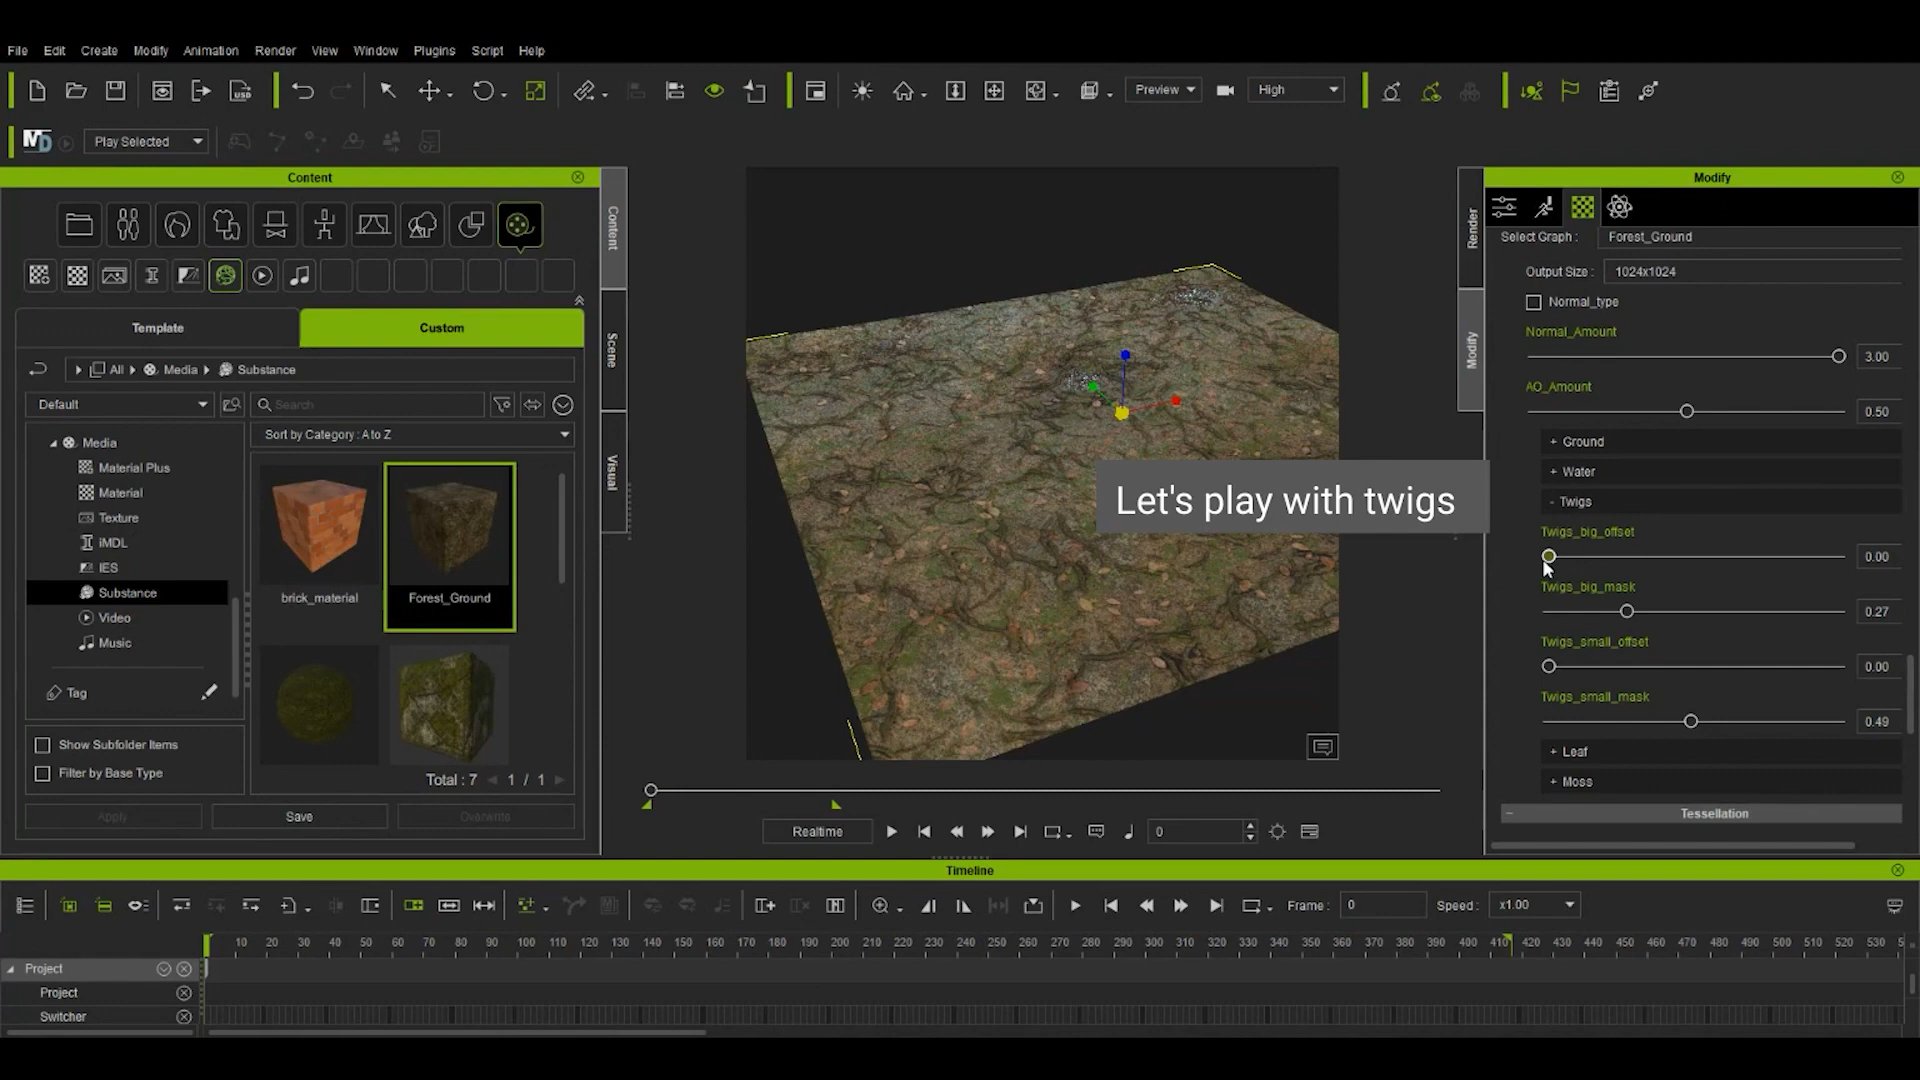 File Edit Create Modify Animation Render View Window Plugins Script Help
USD Preview High
MD Play Selected
Content
Template Custom
All Media Substance
Default Search
Sort by Category : A to Z
Media
Material Plus
Material
Texture
iMDL
IES
Substance
Video
Music
Tag
brick_material Forest_Ground
Show Subfolder Items
Filter by Base Type
Total : 7 1 / 1
Apply Save Overwrite
Content
Scene
Visual
Let's play with twigs
Realtime 0
Render
Modify
Modify
Select Graph : Forest_Ground
Output Size : 1024x1024
Normal_type
Normal_Amount
3.00
AO_Amount
0.50
+ Ground
+ Water
- Twigs
Twigs_big_offset
0.00
Twigs_big_mask
0.27
Twigs_small_offset
0.00
Twigs_small_mask
0.49
+ Leaf
+ Moss
Tessellation
Timeline
Frame : 0 Speed : x1.00
10 20 30 40 50 60 70 80 90 100 110 120 130 140 150 160 170 180 190 200 210 220 230 240 250 260 270 280 290 300 310 320 330 340 350 360 370 380 390 400 410 420 430 440 450 460 470 480 490 500 510 520 530
Project
Project
Switcher